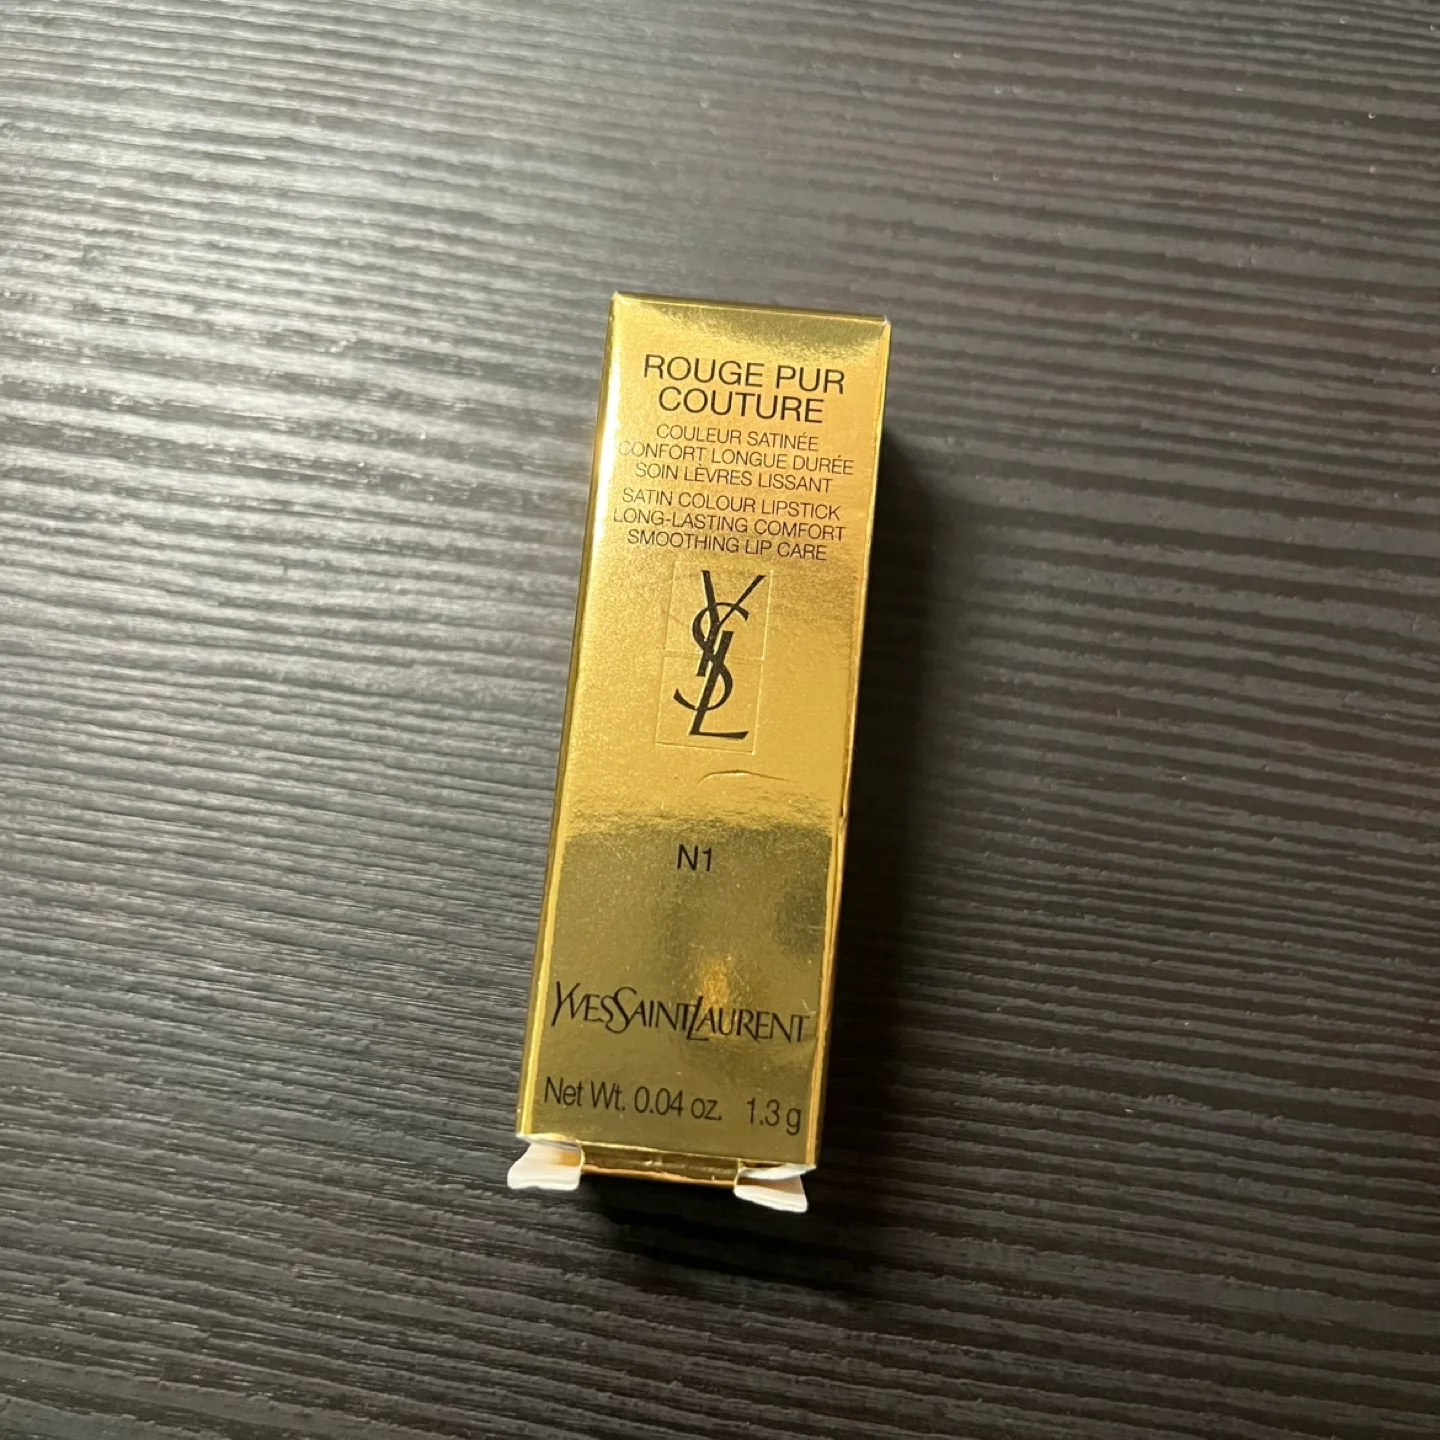 ROUGE PUR
COUTURE
COULEUR SATINÉE
CONFORT LONGUE DURÉE
SOIN LÈVRES LISSANT
SATIN COLOUR LIPSTICK
LONG-LASTING COMFORT
SMOOTHING LIP CARE
YSL
N1
YVESSAINTLAURENT
Net Wt. 0.04 oz. 1.3 g